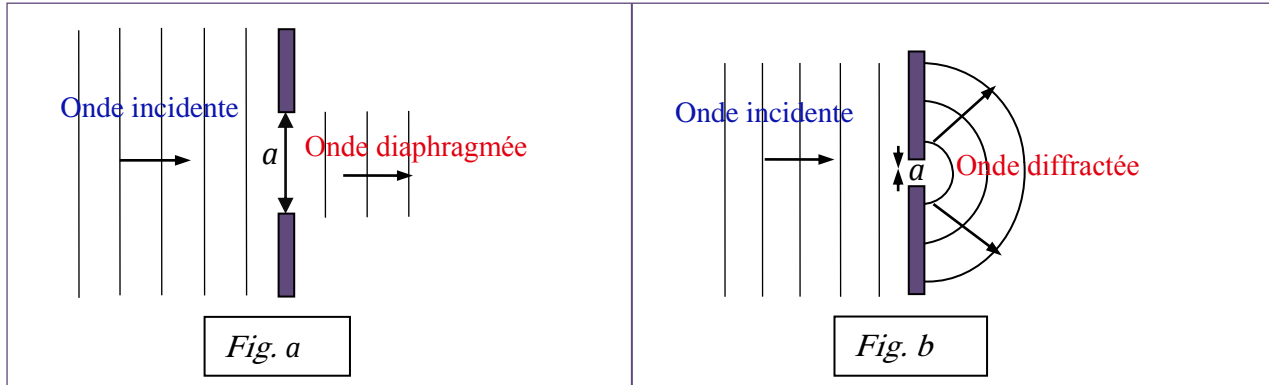 Onde incidente
a
Onde diaphragmée
Fig. a
Onde incidente
a
Onde diffractée
Fig. b